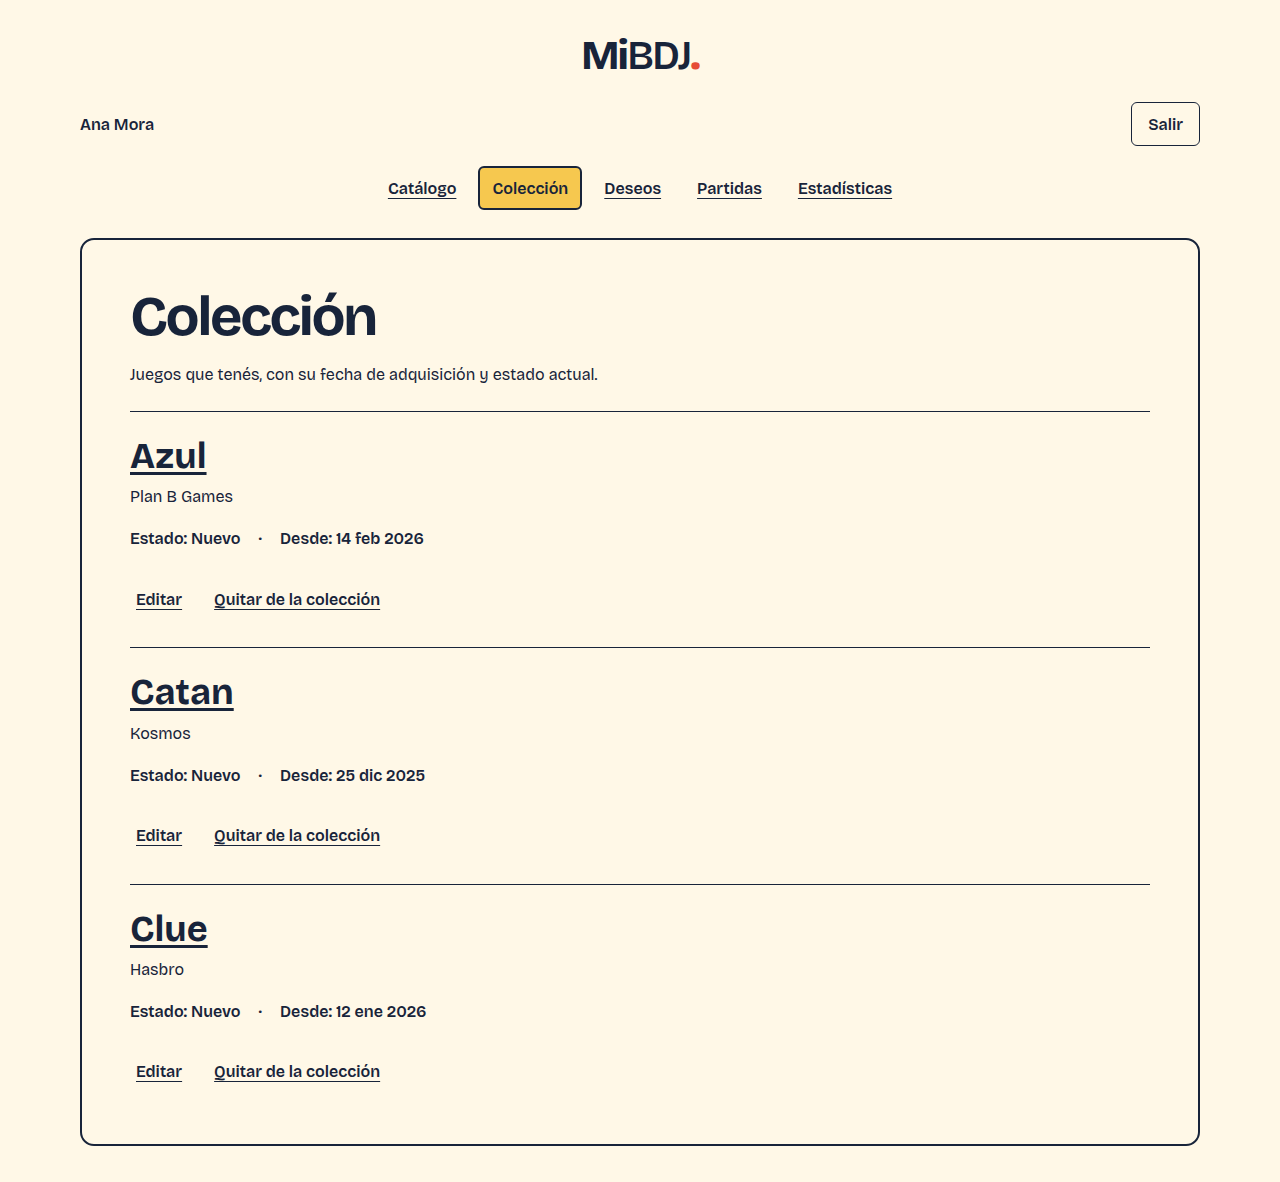 MiBDJ.
Ana Mora
Salir
Catálogo Colección Deseos Partidas Estadísticas
Colección
Juegos que tenés, con su fecha de adquisición y estado actual.
Azul
Plan B Games
Estado: Nuevo · Desde: 14 feb 2026
Editar Quitar de la colección
Catan
Kosmos
Estado: Nuevo · Desde: 25 dic 2025
Editar Quitar de la colección
Clue
Hasbro
Estado: Nuevo · Desde: 12 ene 2026
Editar Quitar de la colección